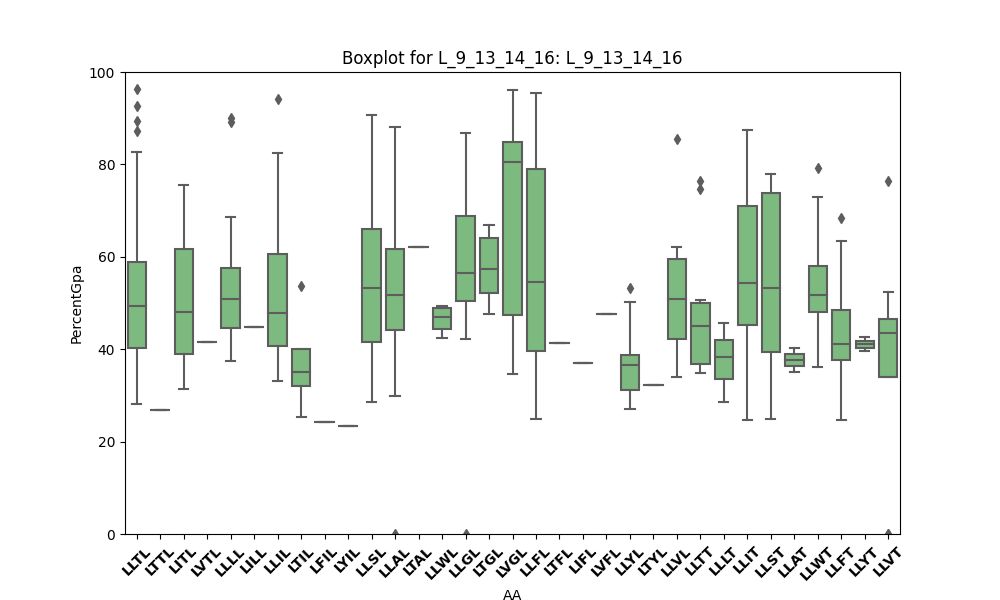 Boxplot for L_9_13_14_16: L_9_13_14_16
100
80
60
40
20
0
PercentGpa
LLTL LTTL LITL LVTL LLLL LILL LLIL LTIL LFIL LYIL LLSL LLAL LTAL LLWL LLGL LTGL LVGL LLFL LTFL LIFL LVFL LLYL LTYL LLVL LLTT LLLT LLIT LLST LLAT LLWT LLFT LLYT LLVT
AA